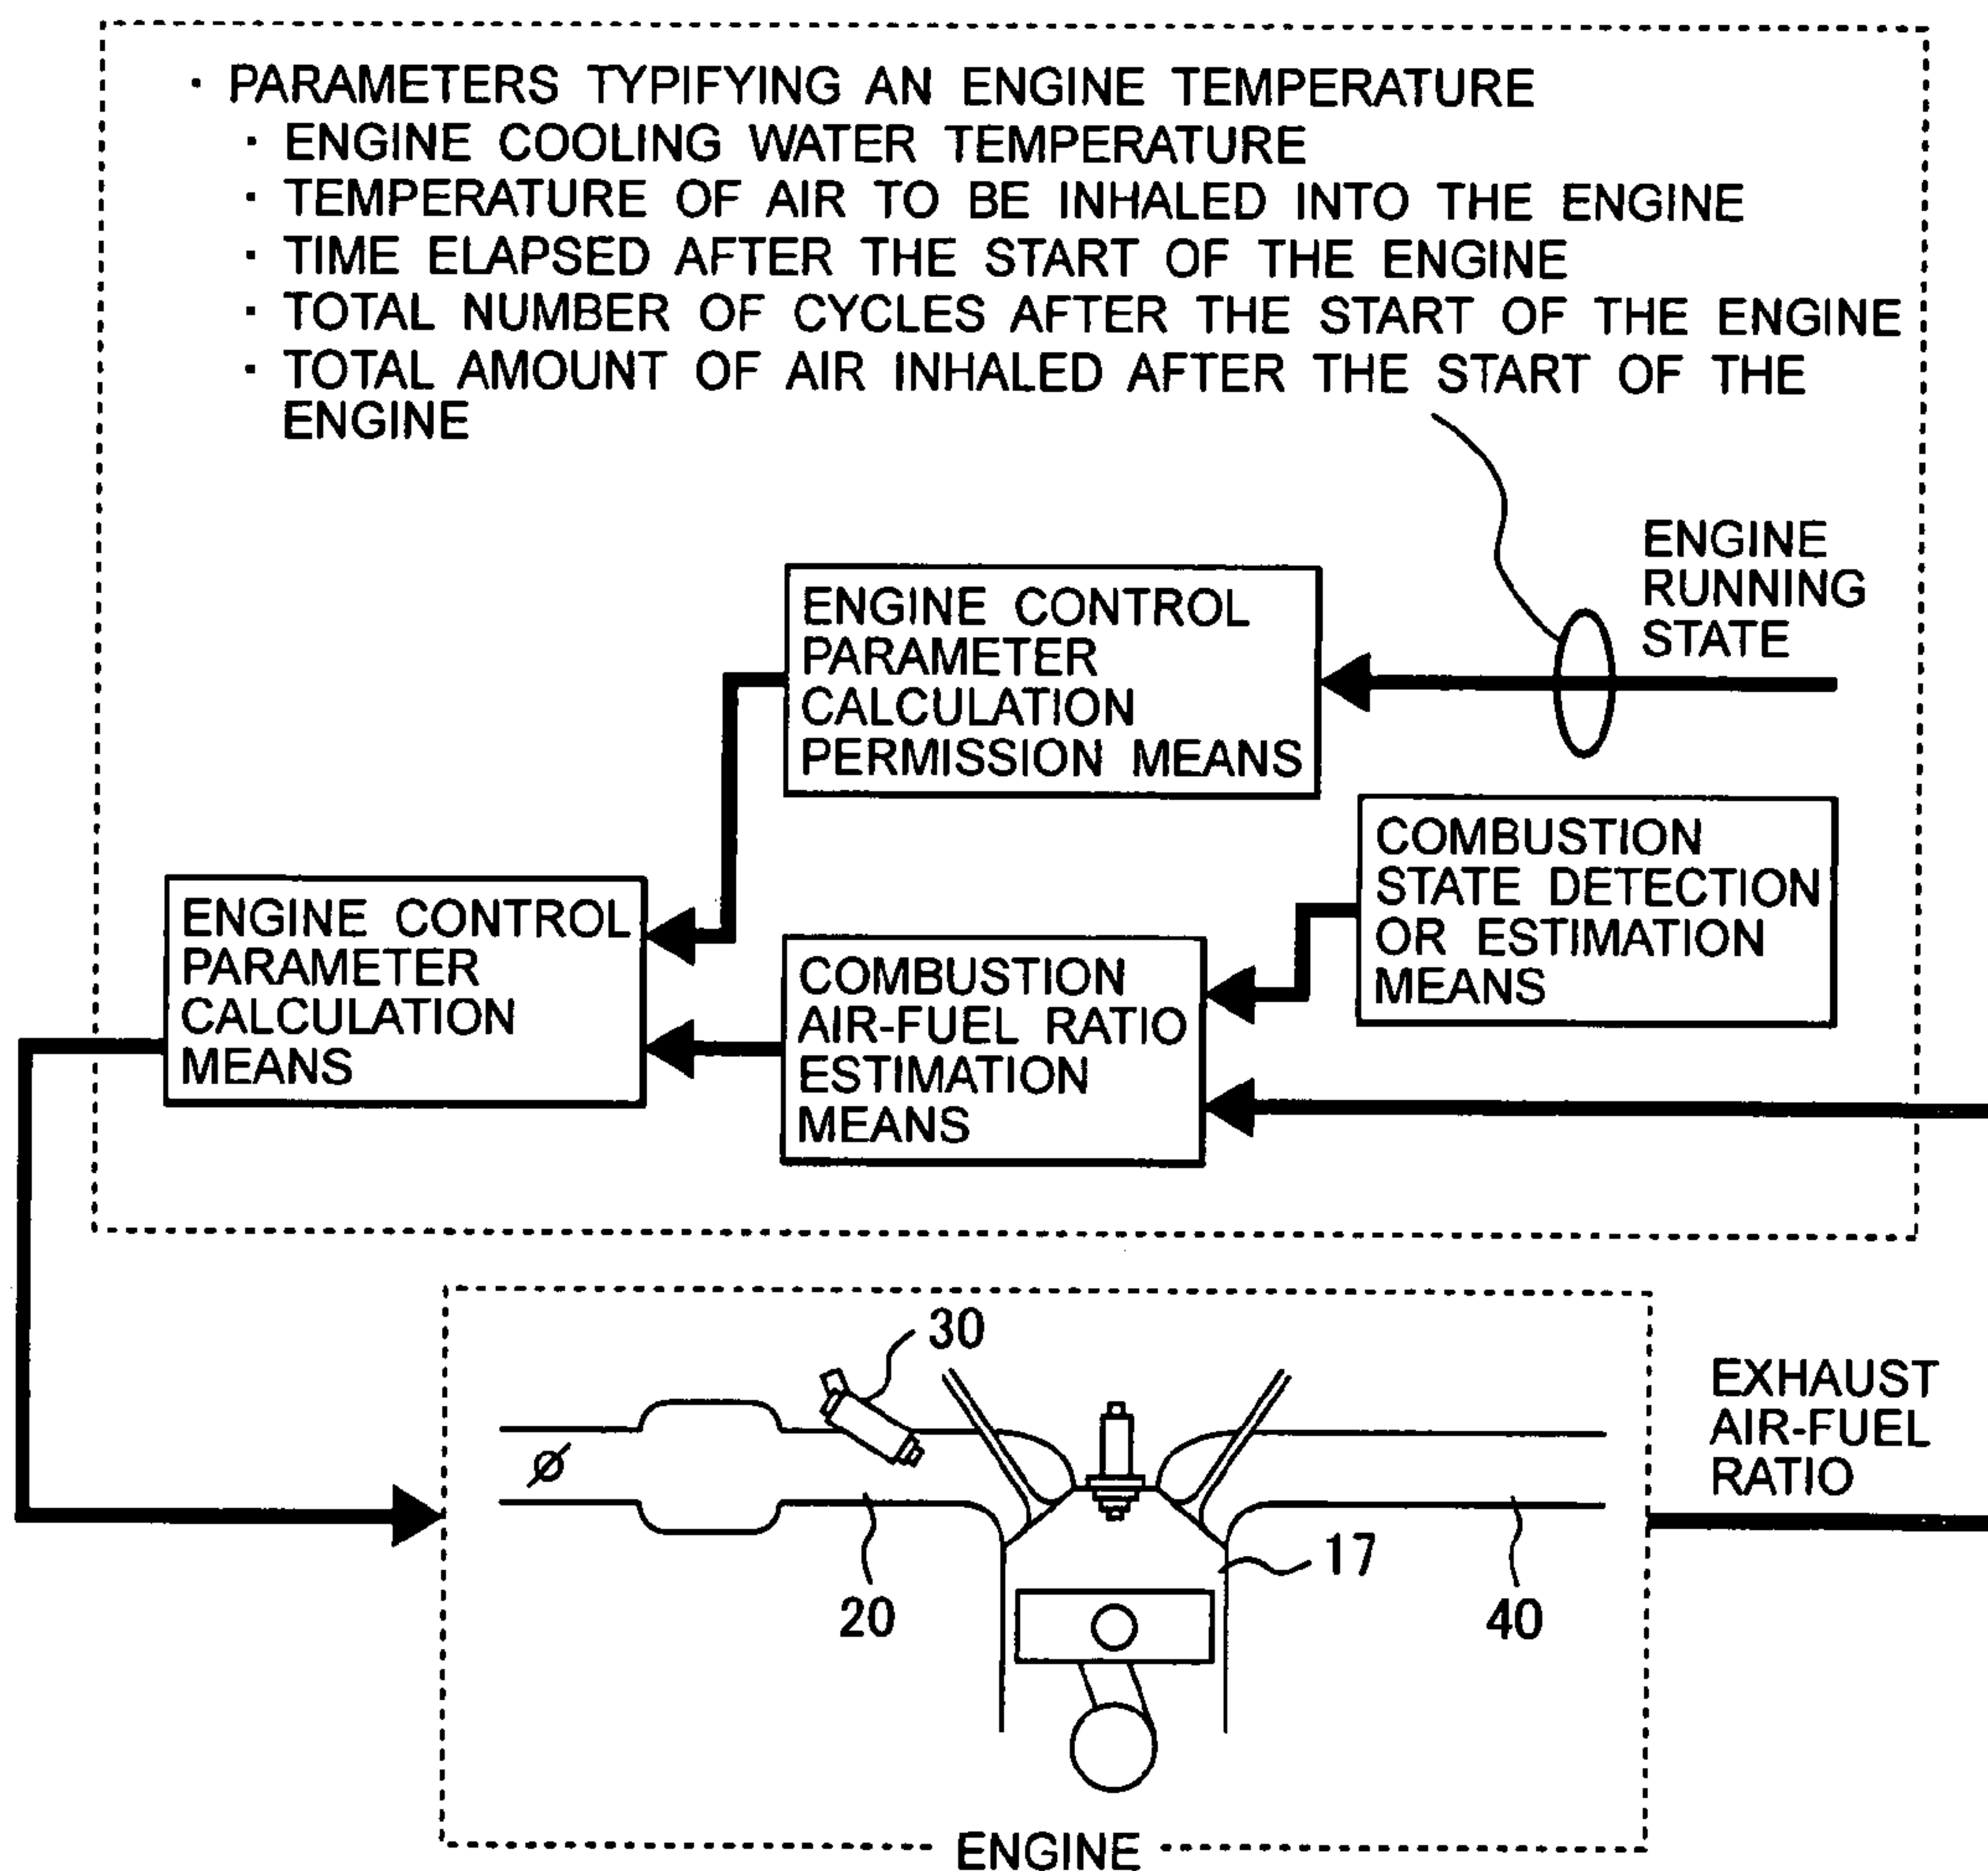 · PARAMETERS TYPIFYING AN ENGINE TEMPERATURE
· ENGINE COOLING WATER TEMPERATURE
· TEMPERATURE OF AIR TO BE INHALED INTO THE ENGINE
· TIME ELAPSED AFTER THE START OF THE ENGINE
· TOTAL NUMBER OF CYCLES AFTER THE START OF THE ENGINE
· TOTAL AMOUNT OF AIR INHALED AFTER THE START OF THE
ENGINE
ENGINE
RUNNING
STATE
ENGINE CONTROL
PARAMETER
CALCULATION
PERMISSION MEANS
COMBUSTION
STATE DETECTION
OR ESTIMATION
MEANS
ENGINE CONTROL
PARAMETER
CALCULATION
MEANS
COMBUSTION
AIR-FUEL RATIO
ESTIMATION
MEANS
30
EXHAUST
AIR-FUEL
RATIO
17
20
40
ENGINE